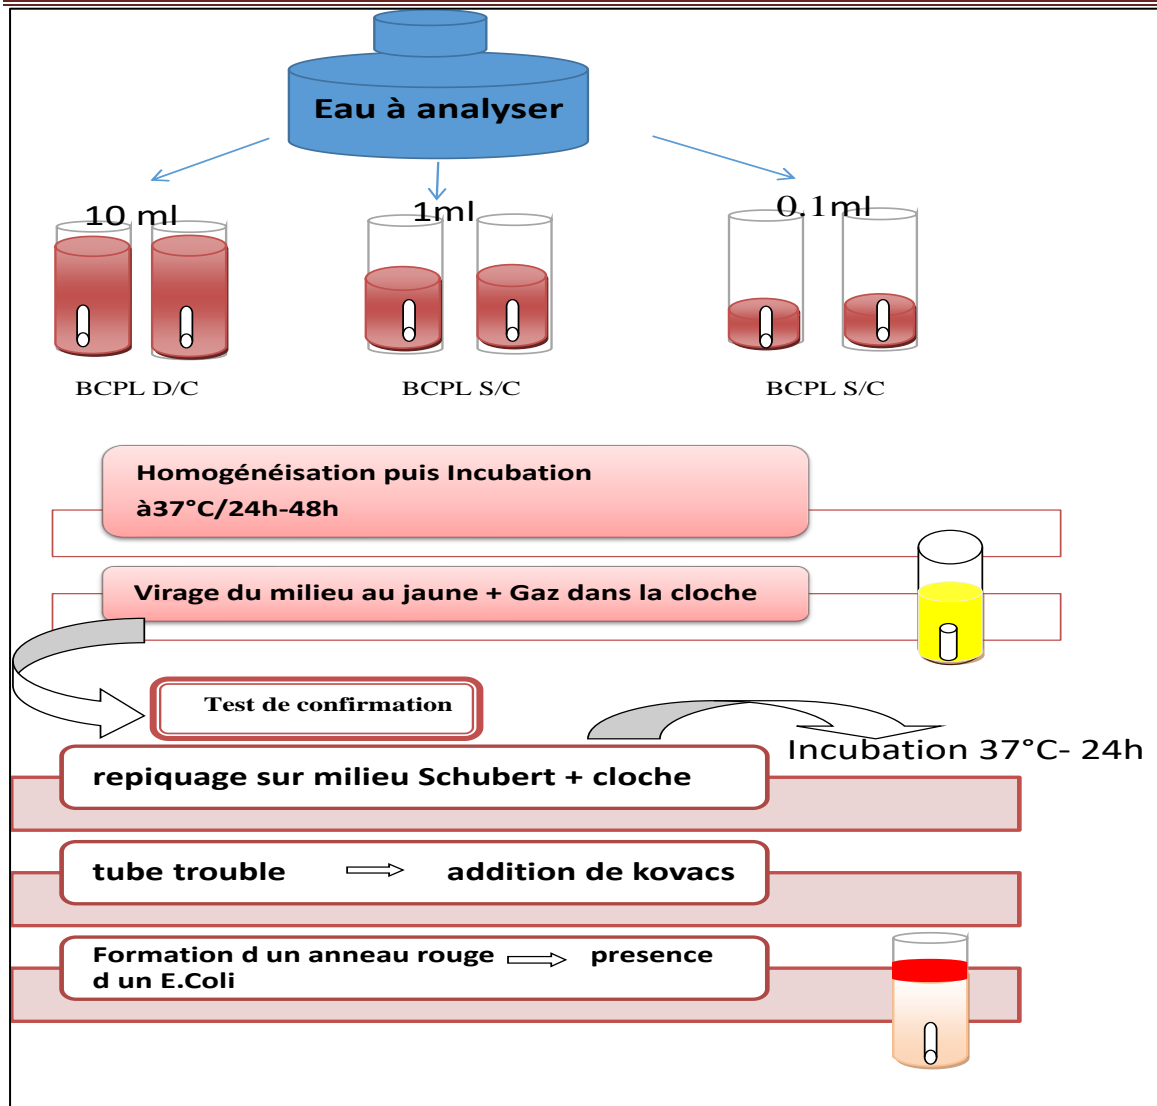 Eau à analyser
10 ml
1ml
0.1ml
BCPL D/C
BCPL S/C
BCPL S/C
Homogénéisation puis Incubation
à37°C/24h-48h
Virage du milieu au jaune + Gaz dans la cloche
Test de confirmation
Incubation 37°C- 24h
repiquage sur milieu Schubert + cloche
tube trouble addition de kovacs
Formation d un anneau rouge presence
d un E.Coli